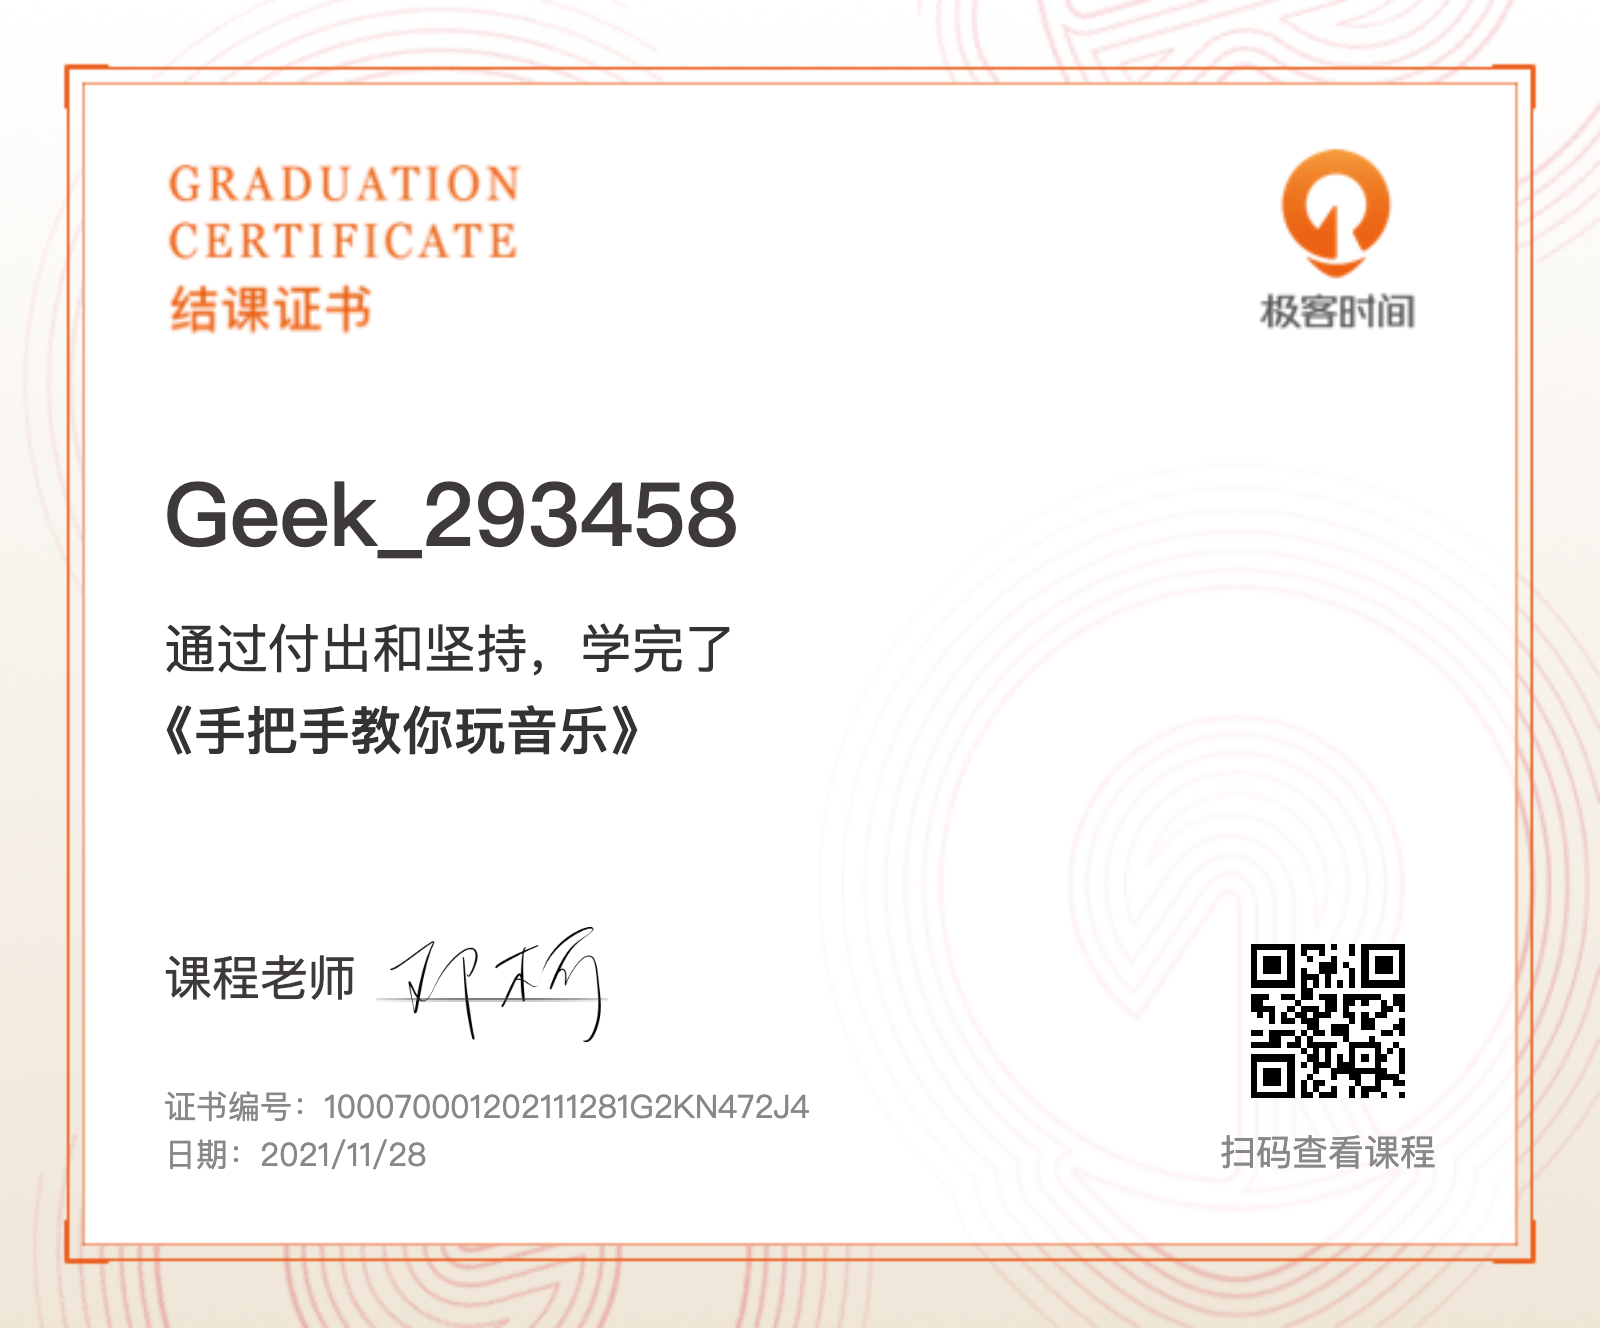 GRADUATION
CERTIFICATE
结课证书
极客时间
Geek_293458
通过付出和坚持，学完了
《手把手教你玩音乐》
课程老师
证书编号：100070001202111281G2KN472J4
日期：2021/11/28
扫码查看课程